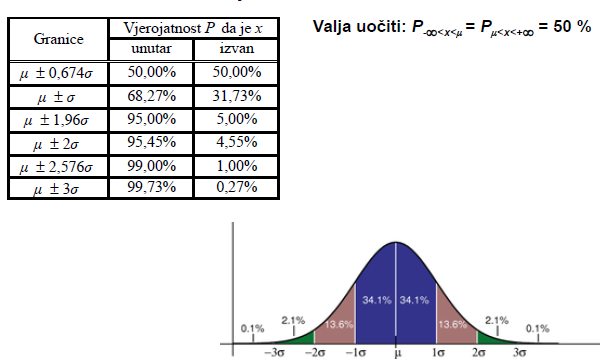 Granice Vjerojatnost P da je x
unutar izvan
μ ± 0,674σ 50,00% 50,00%
μ ± σ 68,27% 31,73%
μ ± 1,96σ 95,00% 5,00%
μ ± 2σ 95,45% 4,55%
μ ± 2,576σ 99,00% 1,00%
μ ± 3σ 99,73% 0,27%
Valja uočiti: P-∞<x<μ = Pμ<x<+∞ = 50 %
34.1% 34.1%
0.1% 2.1% 13.6% 13.6% 2.1% 0.1%
−3σ −2σ −1σ μ 1σ 2σ 3σ